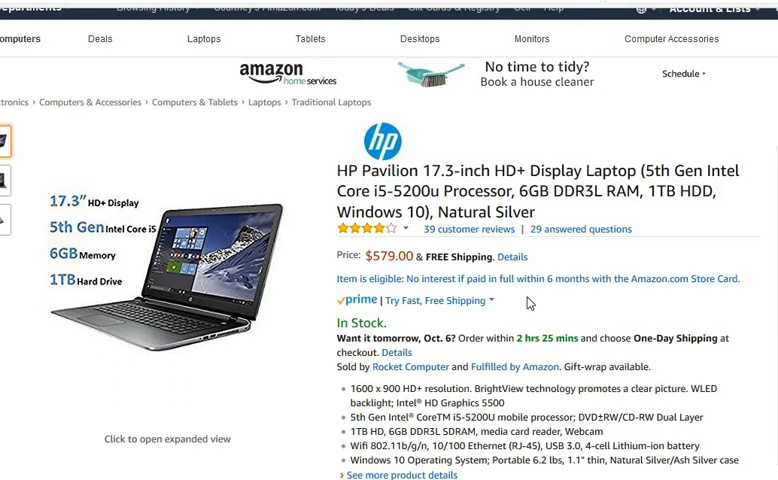 Account & Lists
Deals
Laptops
Tablets
Desktops
Monitors
Computer Accessories
amazon
home services
No time to tidy?
Book a house cleaner
Schedule
Computers & Accessories › Computers & Tablets › Laptops › Traditional Laptops
hp
HP Pavilion 17.3-inch HD+ Display Laptop (5th Gen Intel
Core i5-5200u Processor, 6GB DDR3L RAM, 1TB HDD,
Windows 10), Natural Silver
39 customer reviews | 29 answered questions
Price: $579.00 & FREE Shipping. Details
Item is eligible: No interest if paid in full within 6 months with the Amazon.com Store Card.
prime | Try Fast, Free Shipping
In Stock.
Want it tomorrow, Oct. 6? Order within 2 hrs 25 mins and choose One-Day Shipping at
checkout. Details
Sold by Rocket Computer and Fulfilled by Amazon. Gift-wrap available.
1600 x 900 HD+ resolution. BrightView technology promotes a clear picture. WLED
backlight; Intel® HD Graphics 5500
5th Gen Intel® CoreTM i5-5200U mobile processor; DVD±RW/CD-RW Dual Layer
1TB HD, 6GB DDR3L SDRAM, media card reader, Webcam
Wifi 802.11b/g/n, 10/100 Ethernet (RJ-45), USB 3.0, 4-cell Lithium-ion battery
Windows 10 Operating System; Portable 6.2 lbs, 1.1" thin, Natural Silver/Ash Silver case
› See more product details
17.3” HD+ Display
5th Gen Intel Core i5
6GB Memory
1TB Hard Drive
Click to open expanded view